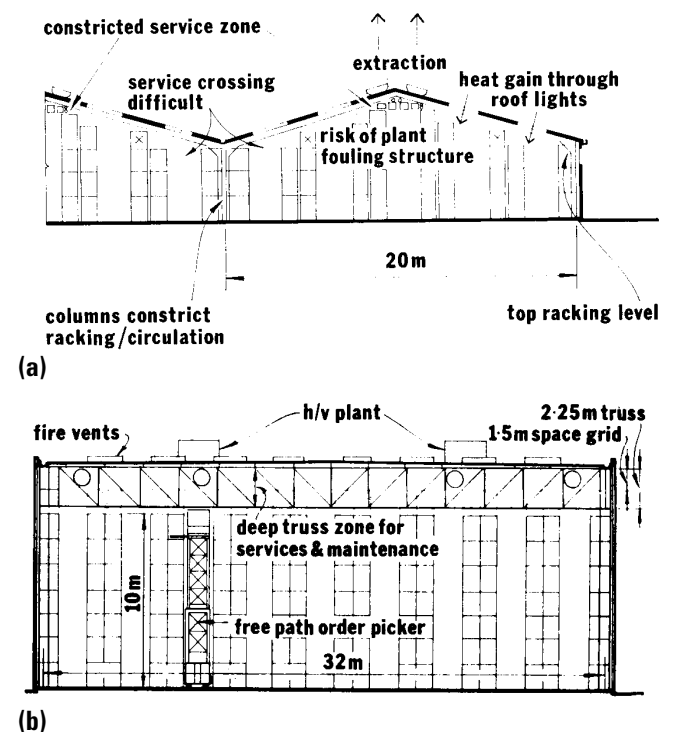 constricted service zone
extraction
service crossing
difficult
heat gain through
roof lights
risk of plant
fouling structure
20m
columns constrict
racking/circulation
top racking level
(a)
h/v plant
2·25m truss
fire vents
1·5m space grid
deep truss zone for
services & maintenance
10m
free path order picker
32m
(b)